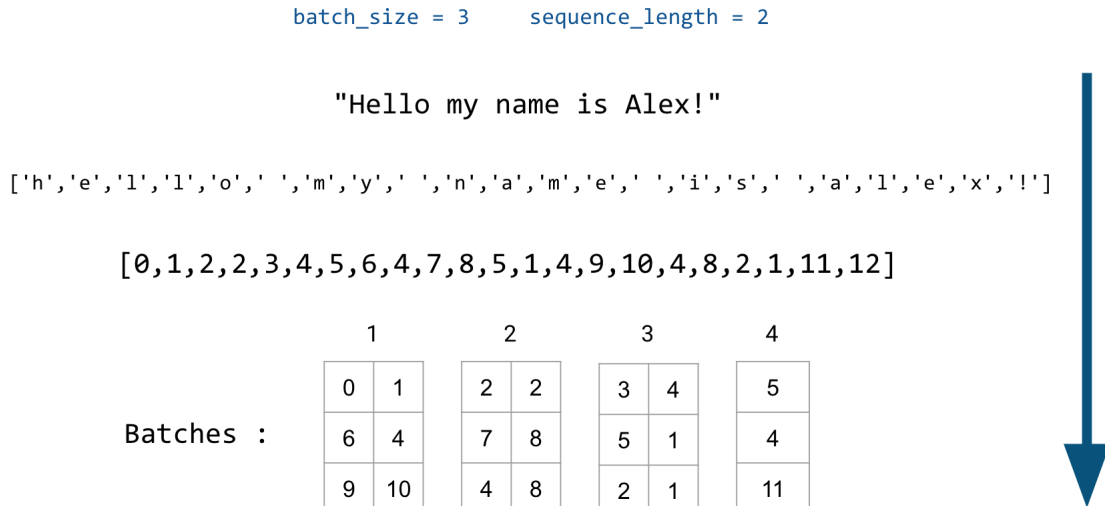 batch_size = 3 sequence_length = 2
"Hello my name is Alex!"
['h','e','l','l','o',' ','m','y',' ','n','a','m','e',' ','i','s',' ','a','l','e','x','!']
[0,1,2,2,3,4,5,6,4,7,8,5,1,4,9,10,4,8,2,1,11,12]
1 2 3 4
0 1 2 2 3 4 5
Batches : 6 4 7 8 5 1 4
9 10 4 8 2 1 11